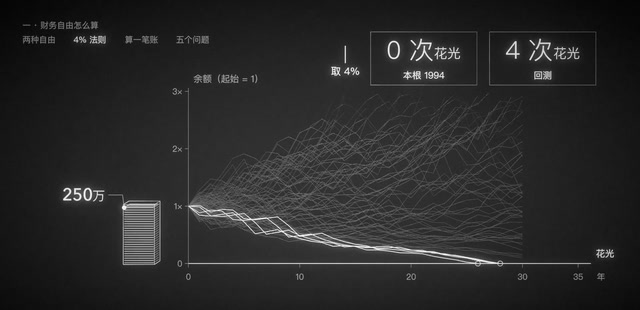 一 · 财务自由怎么算
两种自由 4% 法则 算一笔账 五个问题
取 4%
0 次花光
本根 1994
4 次花光
回测
余额（起始 = 1）
3×
2×
1×
0
250万
花光
0 10 20 30 35 年